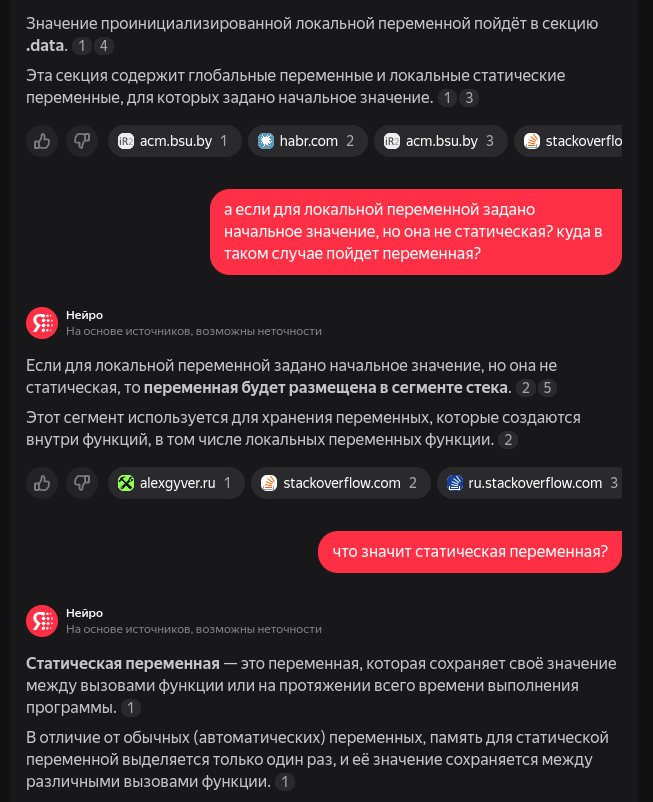 Значение проинициализированной локальной переменной пойдёт в секцию
.data. 1 4
Эта секция содержит глобальные переменные и локальные статические
переменные, для которых задано начальное значение. 1 3
iR2 acm.bsu.by 1 habr.com 2 iR2 acm.bsu.by 3 stackoverflo
а если для локальной переменной задано
начальное значение, но она не статическая? куда в
таком случае пойдет переменная?
Нейро
На основе источников, возможны неточности
Если для локальной переменной задано начальное значение, но она не
статическая, то переменная будет размещена в сегменте стека. 2 5
Этот сегмент используется для хранения переменных, которые создаются
внутри функций, в том числе локальных переменных функции. 2
alexgyver.ru 1 stackoverflow.com 2 ru.stackoverflow.com 3
что значит статическая переменная?
Нейро
На основе источников, возможны неточности
Статическая переменная — это переменная, которая сохраняет своё значение
между вызовами функции или на протяжении всего времени выполнения
программы. 1
В отличие от обычных (автоматических) переменных, память для статической
переменной выделяется только один раз, и её значение сохраняется между
различными вызовами функции. 1